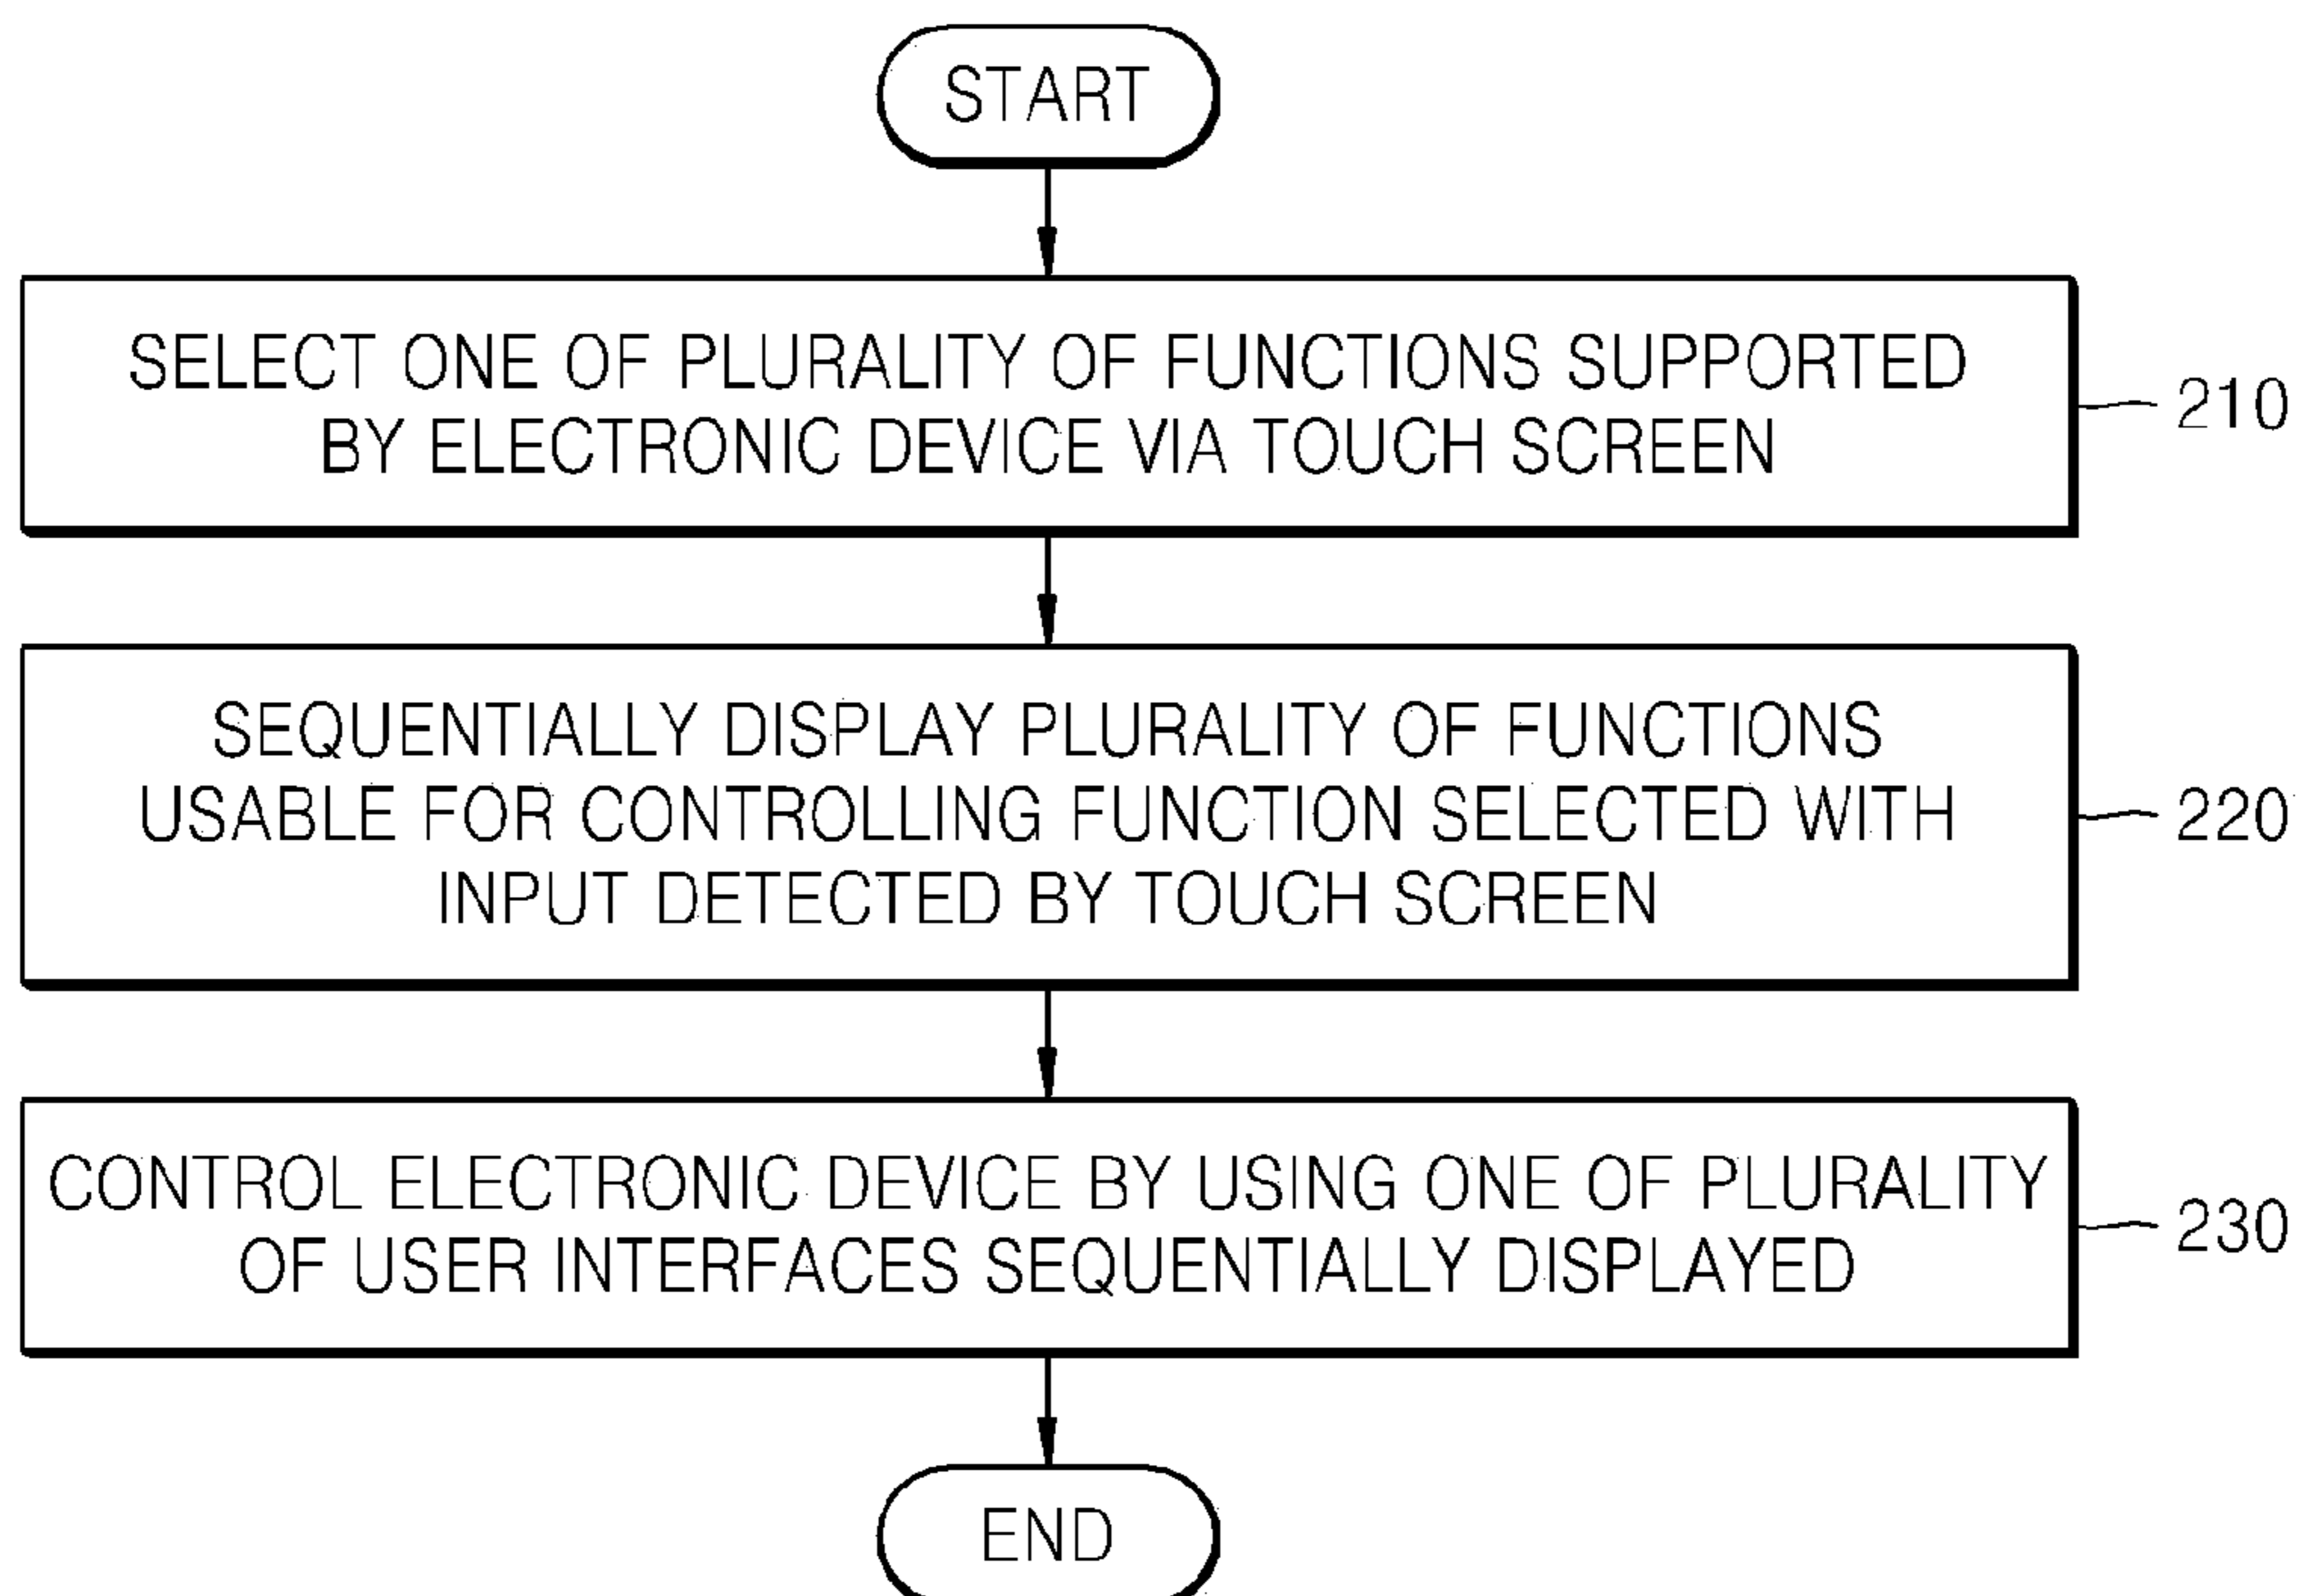 START
SELECT ONE OF PLURALITY OF FUNCTIONS SUPPORTED
BY ELECTRONIC DEVICE VIA TOUCH SCREEN
210
SEQUENTIALLY DISPLAY PLURALITY OF FUNCTIONS
USABLE FOR CONTROLLING FUNCTION SELECTED WITH
INPUT DETECTED BY TOUCH SCREEN
220
CONTROL ELECTRONIC DEVICE BY USING ONE OF PLURALITY
OF USER INTERFACES SEQUENTIALLY DISPLAYED
230
END